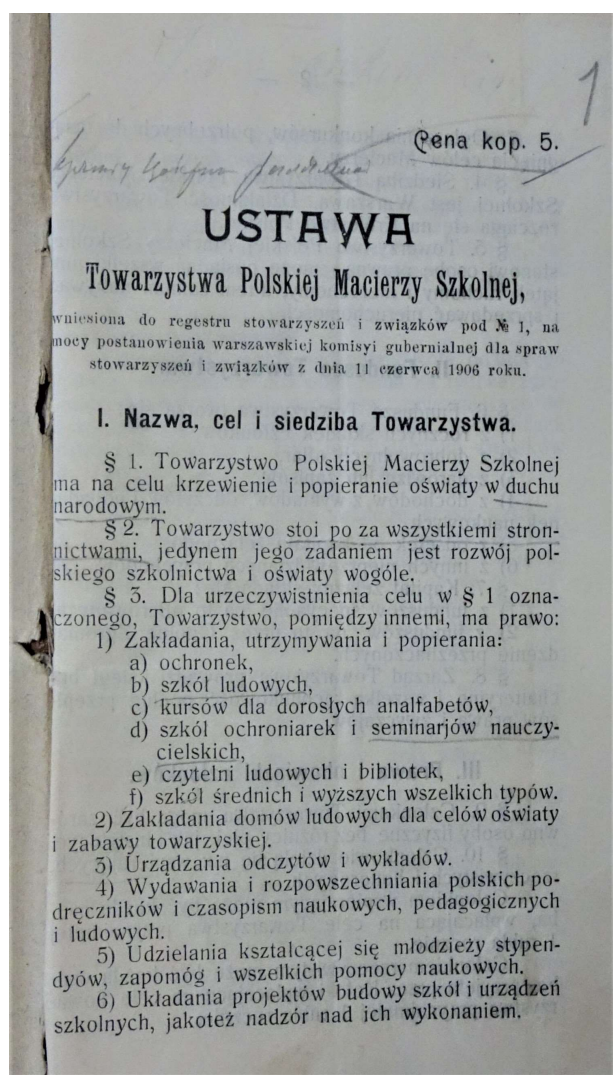 1
Cena kop. 5.
USTAWA
Towarzystwa Polskiej Macierzy Szkolnej,
wniesiona do regestru stowarzyszeń i związków pod № 1, na
mocy postanowienia warszawskiej komisyi gubernialnej dla spraw
stowarzyszeń i związków z dnia 11 czerwca 1906 roku.
I. Nazwa, cel i siedziba Towarzystwa.
§ 1. Towarzystwo Polskiej Macierzy Szkolnej
ma na celu krzewienie i popieranie oświaty w duchu
narodowym.
§ 2. Towarzystwo stoi po za wszystkiemi stron-
nictwami, jedynem jego zadaniem jest rozwój pol-
skiego szkolnictwa i oświaty wogóle.
§ 3. Dla urzeczywistnienia celu w § 1 ozna-
czonego, Towarzystwo, pomiędzy innemi, ma prawo:
1) Zakładania, utrzymywania i popierania:
a) ochronek,
b) szkół ludowych,
c) kursów dla dorosłych analfabetów,
d) szkół ochroniarek i seminarjów nauczy-
cielskich,
e) czytelni ludowych i bibliotek,
f) szkół średnich i wyższych wszelkich typów.
2) Zakładania domów ludowych dla celów oświaty
i zabawy towarzyskiej.
3) Urządzania odczytów i wykładów.
4) Wydawania i rozpowszechniania polskich po-
dręczników i czasopism naukowych, pedagogicznych
i ludowych.
5) Udzielania kształcącej się młodzieży stypen-
dyów, zapomóg i wszelkich pomocy naukowych.
6) Układania projektów budowy szkół i urządzeń
szkolnych, jakoteż nadzór nad ich wykonaniem.